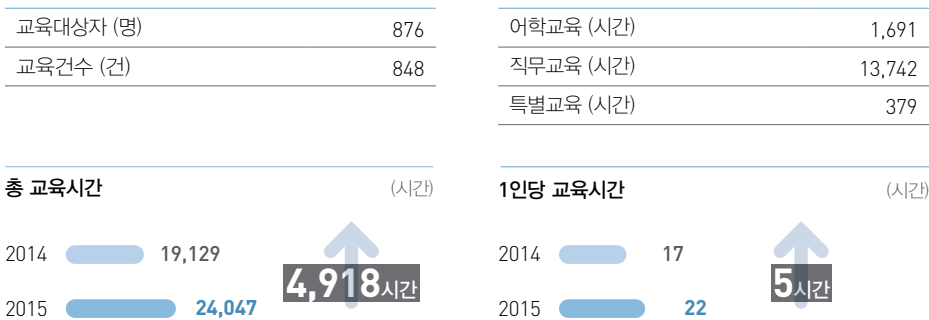 교육대상자 (명) 876
교육건수 (건) 848
어학교육 (시간) 1,691
직무교육 (시간) 13,742
특별교육 (시간) 379
총 교육시간 (시간)
2014 19,129
2015 24,047
4,918시간
1인당 교육시간 (시간)
2014 17
2015 22
5시간